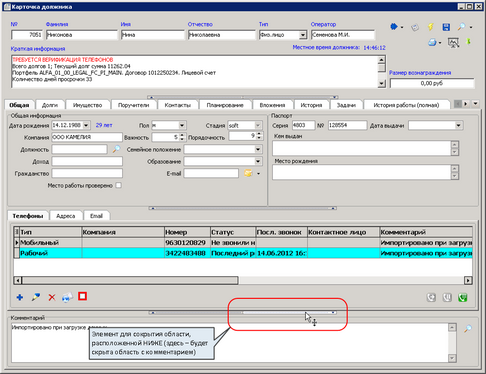 Карточка должника
№ Фамилия Имя Отчество Тип Оператор
7051 Никонова Нина Николаевна Физ.лицо Семенова М.И.
Краткая информация
Местное время должника: 14:46:12
ТРЕБУЕТСЯ ВЕРИФИКАЦИЯ ТЕЛЕФОНОВ
Всего долгов 1; Текущий долг сумма 11262.04
Портфель ALFA_01_00_LEGAL_FC_PI_MAIN. Договор 1012250234. Лицевой счет
Количество дней просрочки 33
Размер вознаграждения
0,00 руб
Общая Долги Имущество Поручители Контакты Планирование Вложения История Задачи История работы (полная)
Общая информация
Дата рождения 14.12.1988 29 лет Пол м Стадия soft
Компания ООО КАМЕЛИЯ Важность 5 Порядочность 9
Должность Семейное положение
Доход Образование
Гражданство E-mail
Место работы проверено
Паспорт
Серия 4803 № 128554 Дата выдачи
Кем выдан
Место рождения
Телефоны Адреса Email
Тип Компания Номер Статус Посл. звонок Контактное лицо Комментарий
Мобильный 9630120829 Не звонили н Импортировано при загруз
Рабочий 3422483488 Последний р 14.06.2012 16: Импортировано при загруз
Комментарий
Импортировано при загрузке
Элемент для сокрытия области,
расположенной НИЖЕ (здесь – будет
скрыта область с комментарием)